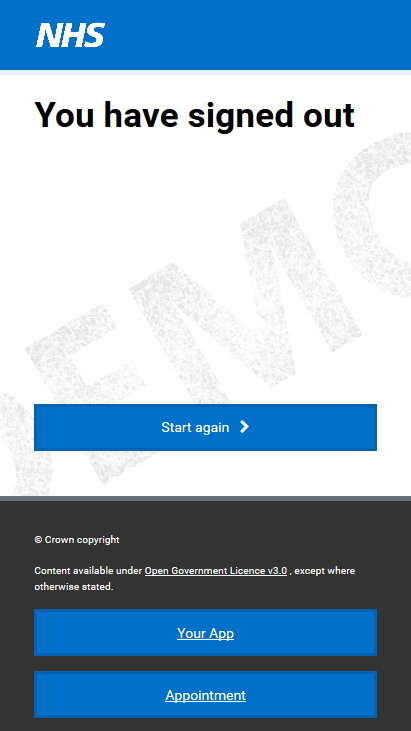 NHS
You have signed out
DEMO
Start again
© Crown copyright
Content available under Open Government Licence v3.0 , except where
otherwise stated.
Your App
Appointment